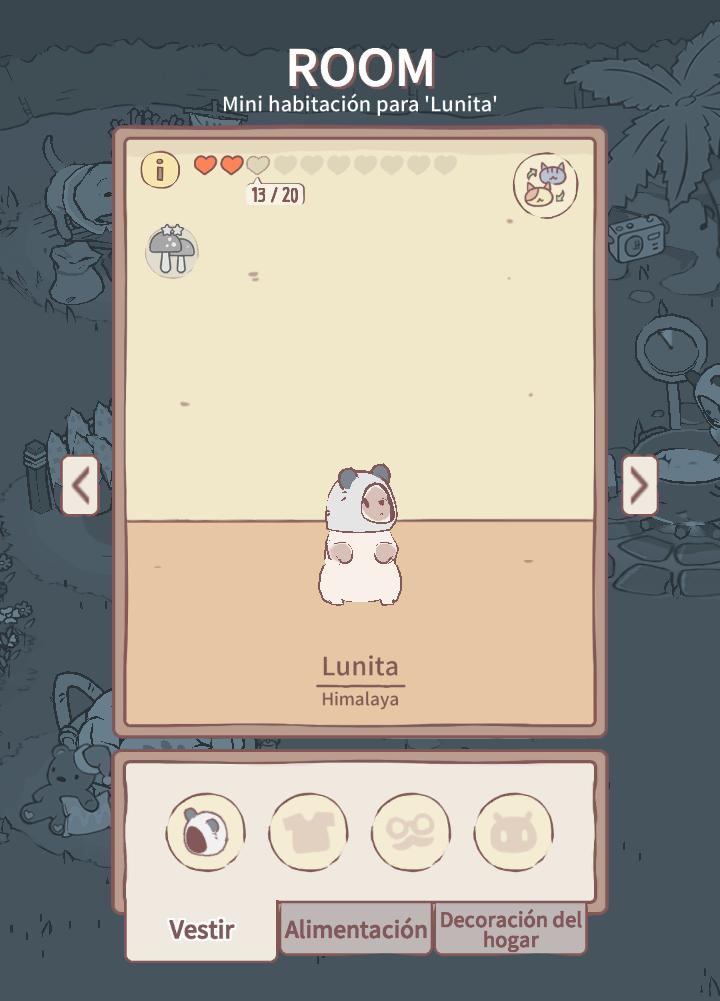 ROOM
Mini habitación para 'Lunita'
i
13 / 20
Lunita
Himalaya
Vestir
Alimentación
Decoración del
hogar